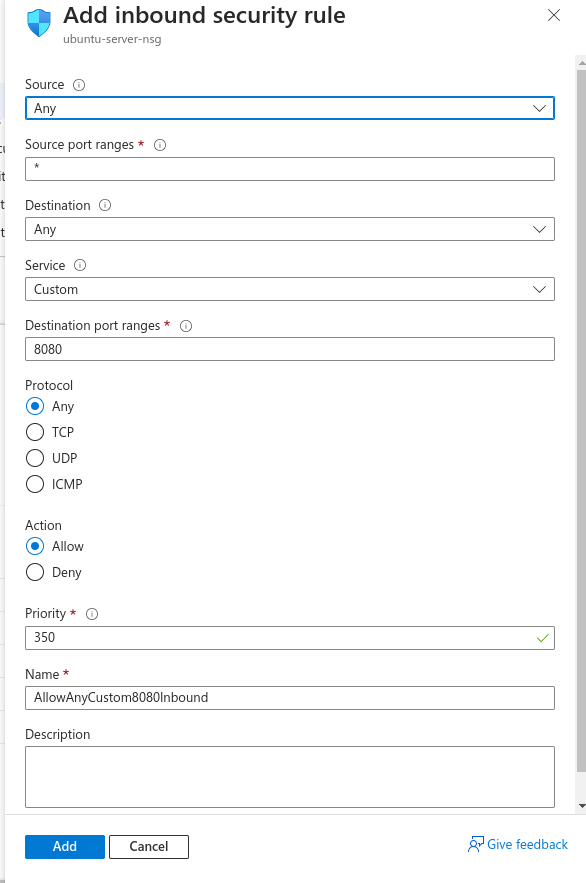 Add inbound security rule
ubuntu-server-nsg
Source
Any
Source port ranges *
*
Destination
Any
Service
Custom
Destination port ranges *
8080
Protocol
Any
TCP
UDP
ICMP
Action
Allow
Deny
Priority *
350
Name *
AllowAnyCustom8080Inbound
Description
Add
Cancel
Give feedback